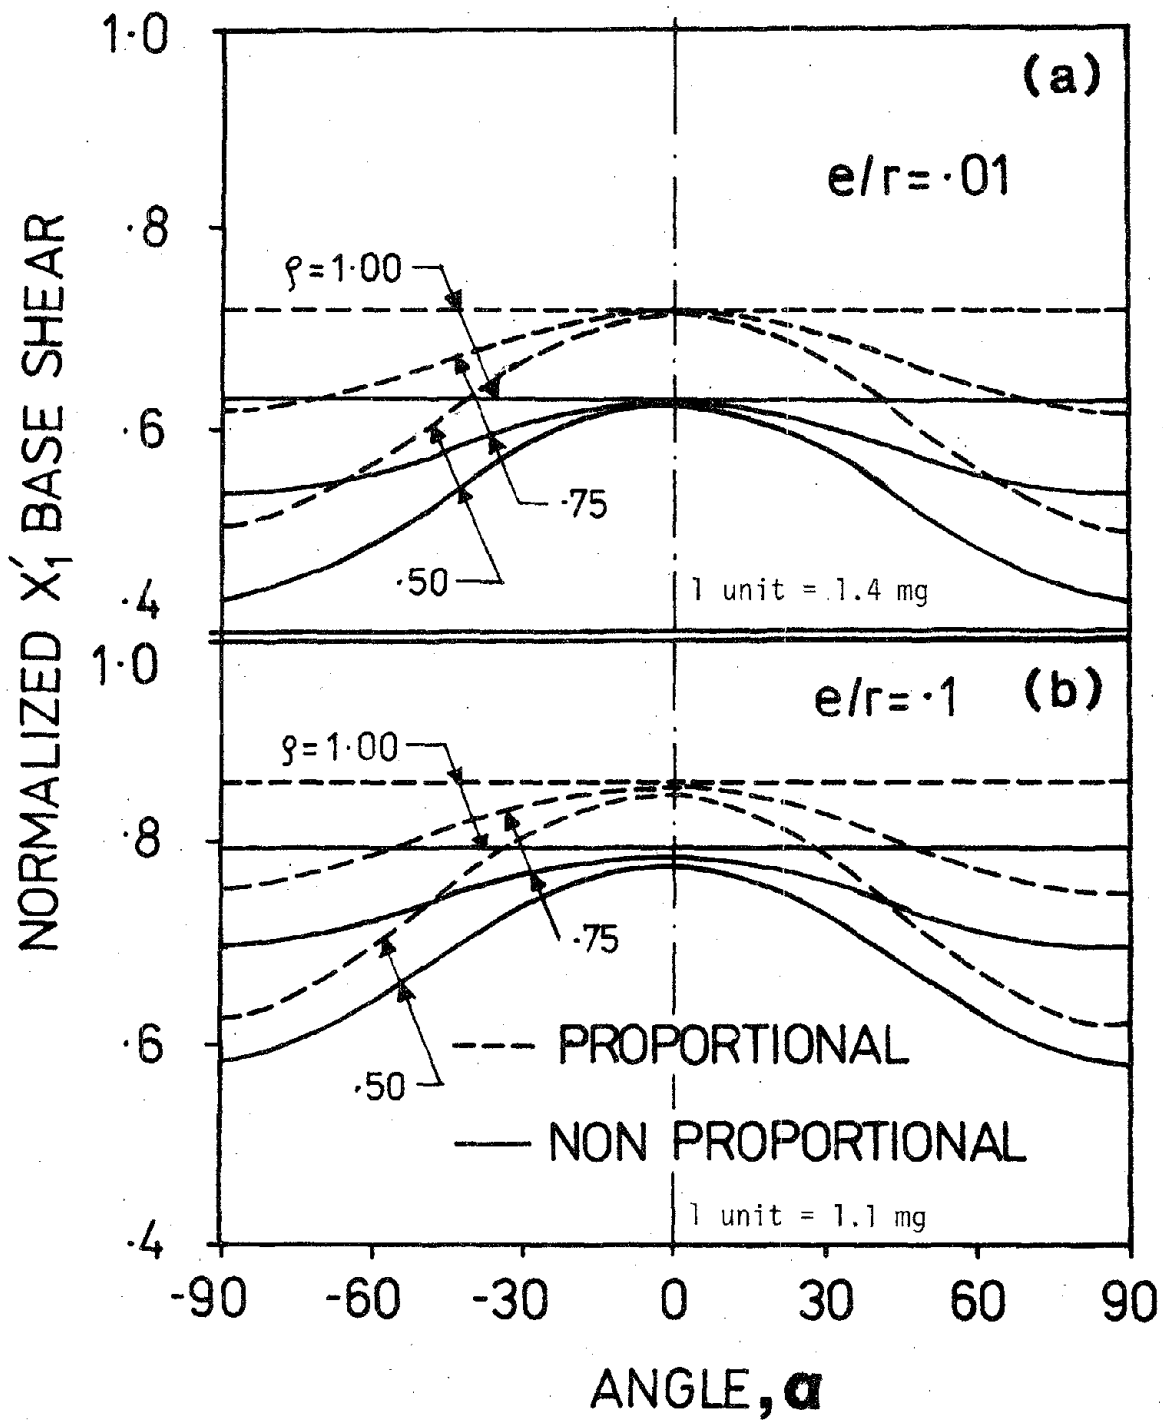 1·0
(a)
e/r = ·01
·8
ρ = 1·00
·6
·75
·50
·4
1 unit = 1.4 mg
1·0
(b)
e/r = ·1
ρ = 1·00
·8
·75
·6
--- PROPORTIONAL
·50
— NON PROPORTIONAL
1 unit = 1.1 mg
·4
-90 -60 -30 0 30 60 90
ANGLE, α
NORMALIZED X′₁ BASE SHEAR